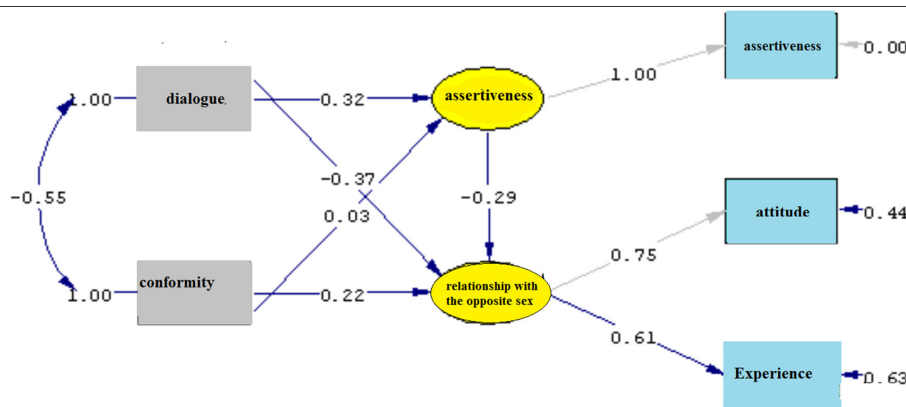 assertiveness
0.00
1.00
1.00
dialogue
0.32
assertiveness
-0.37
-0.55
0.03
-0.29
attitude
0.44
0.75
1.00
conformity
0.22
relationship with
the opposite sex
0.61
Experience
0.63